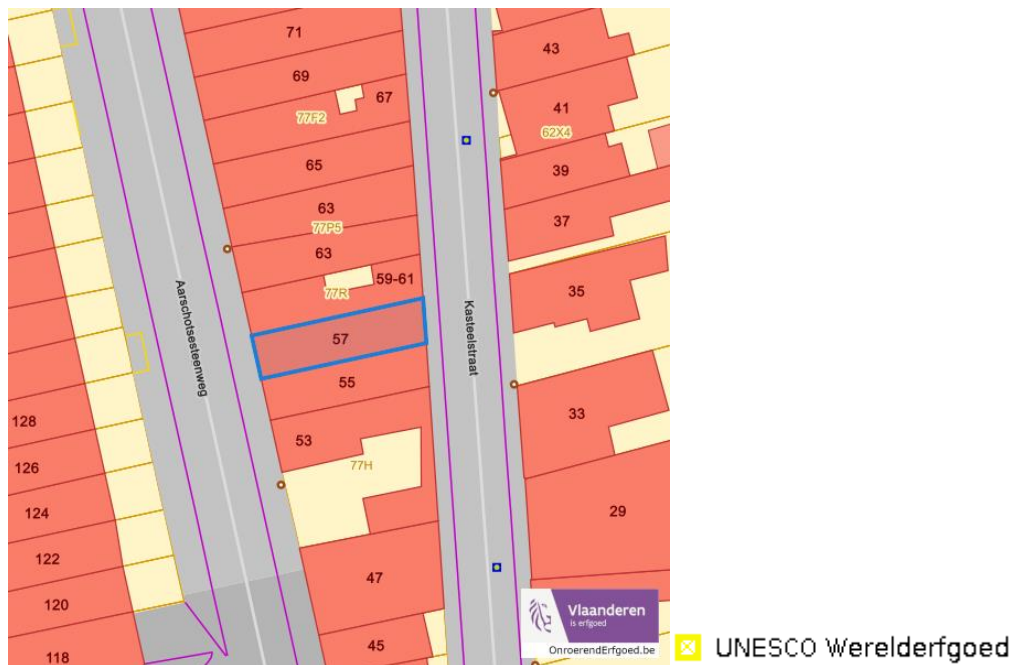 71
43
69
67
41
77F2
62X4
65
39
63
37
77P5
63
59-61
35
77R
Aarschotsesteenweg
Kasteelstraat
57
55
33
128
53
126
77H
124
29
122
47
120
Vlaanderen
is erfgoed
45
OnroerendErfgoed.be
118
UNESCO Werelderfgoed